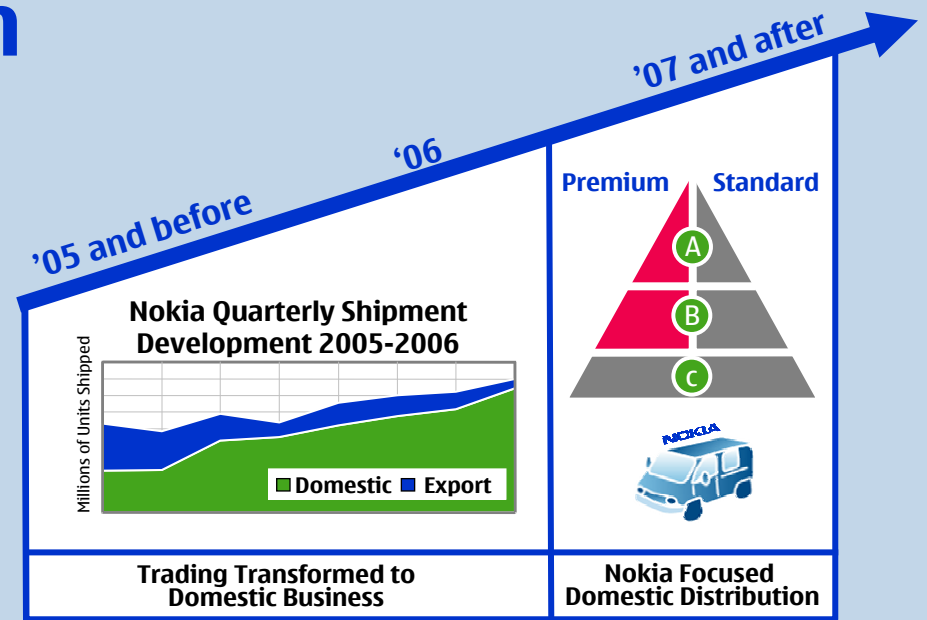 '05 and before
‘06
'07 and after
Nokia Quarterly Shipment
Development 2005-2006
Millions of Units Shipped
Domestic Export
Trading Transformed to
Domestic Business
Premium Standard
A
B
C
NOKIA
Nokia Focused
Domestic Distribution